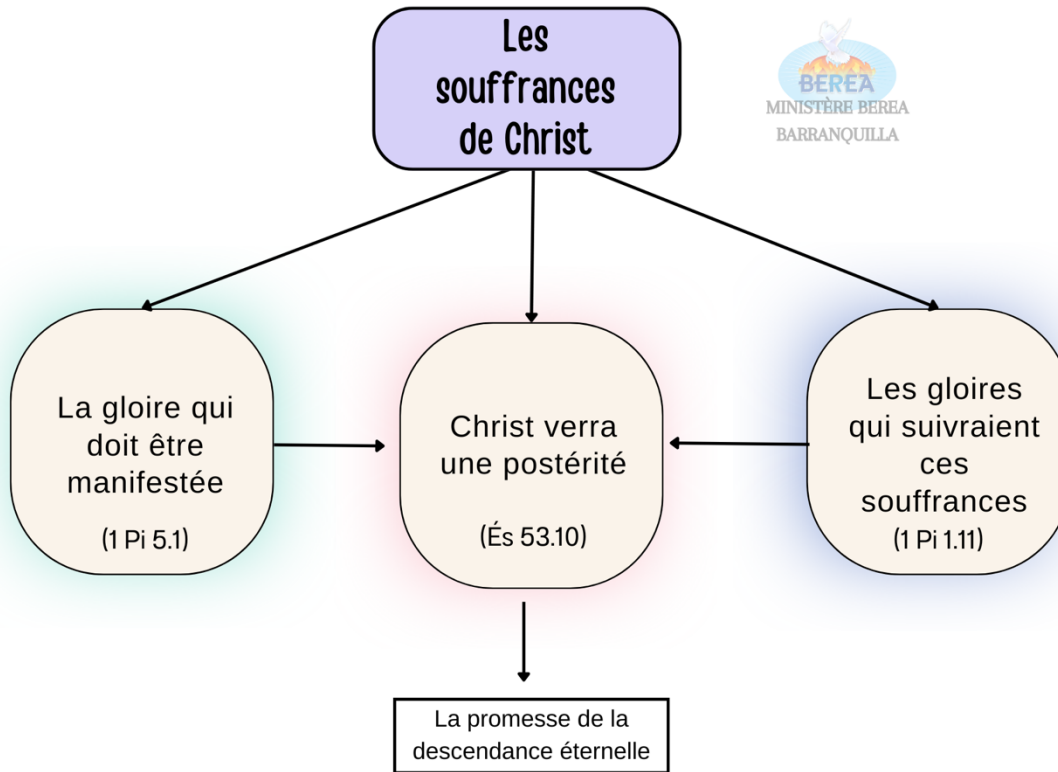 Les
souffrances
de Christ
BEREA
MINISTÈRE BEREA
BARRANQUILLA
La gloire qui
doit être
manifestée
(1 Pi 5.1)
Christ verra
une postérité
(És 53.10)
Les gloires
qui suivraient
ces
souffrances
(1 Pi 1.11)
La promesse de la
descendance éternelle